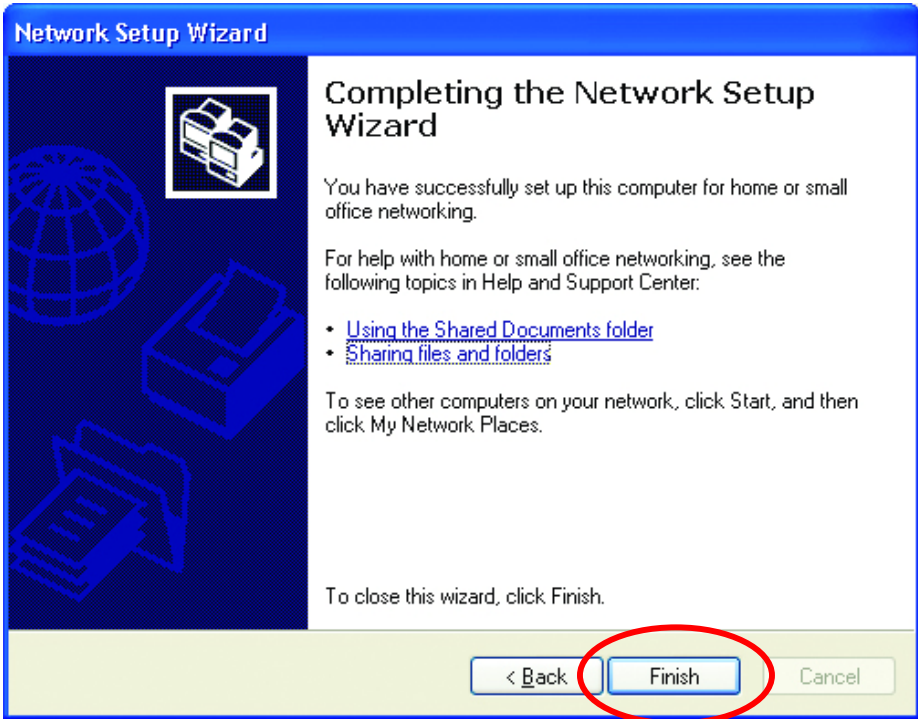 Network Setup Wizard
Completing the Network Setup
Wizard
You have successfully set up this computer for home or small
office networking.
For help with home or small office networking, see the
following topics in Help and Support Center:
• Using the Shared Documents folder
• Sharing files and folders
To see other computers on your network, click Start, and then
click My Network Places.
To close this wizard, click Finish.
< Back Finish Cancel